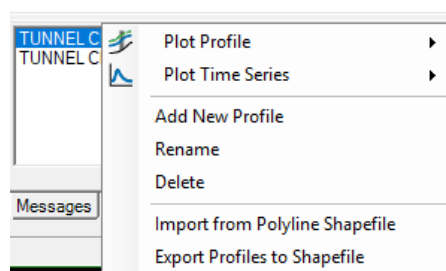 TUNNEL C
TUNNEL C
Plot Profile
Plot Time Series
Add New Profile
Rename
Delete
Messages
Import from Polyline Shapefile
Export Profiles to Shapefile